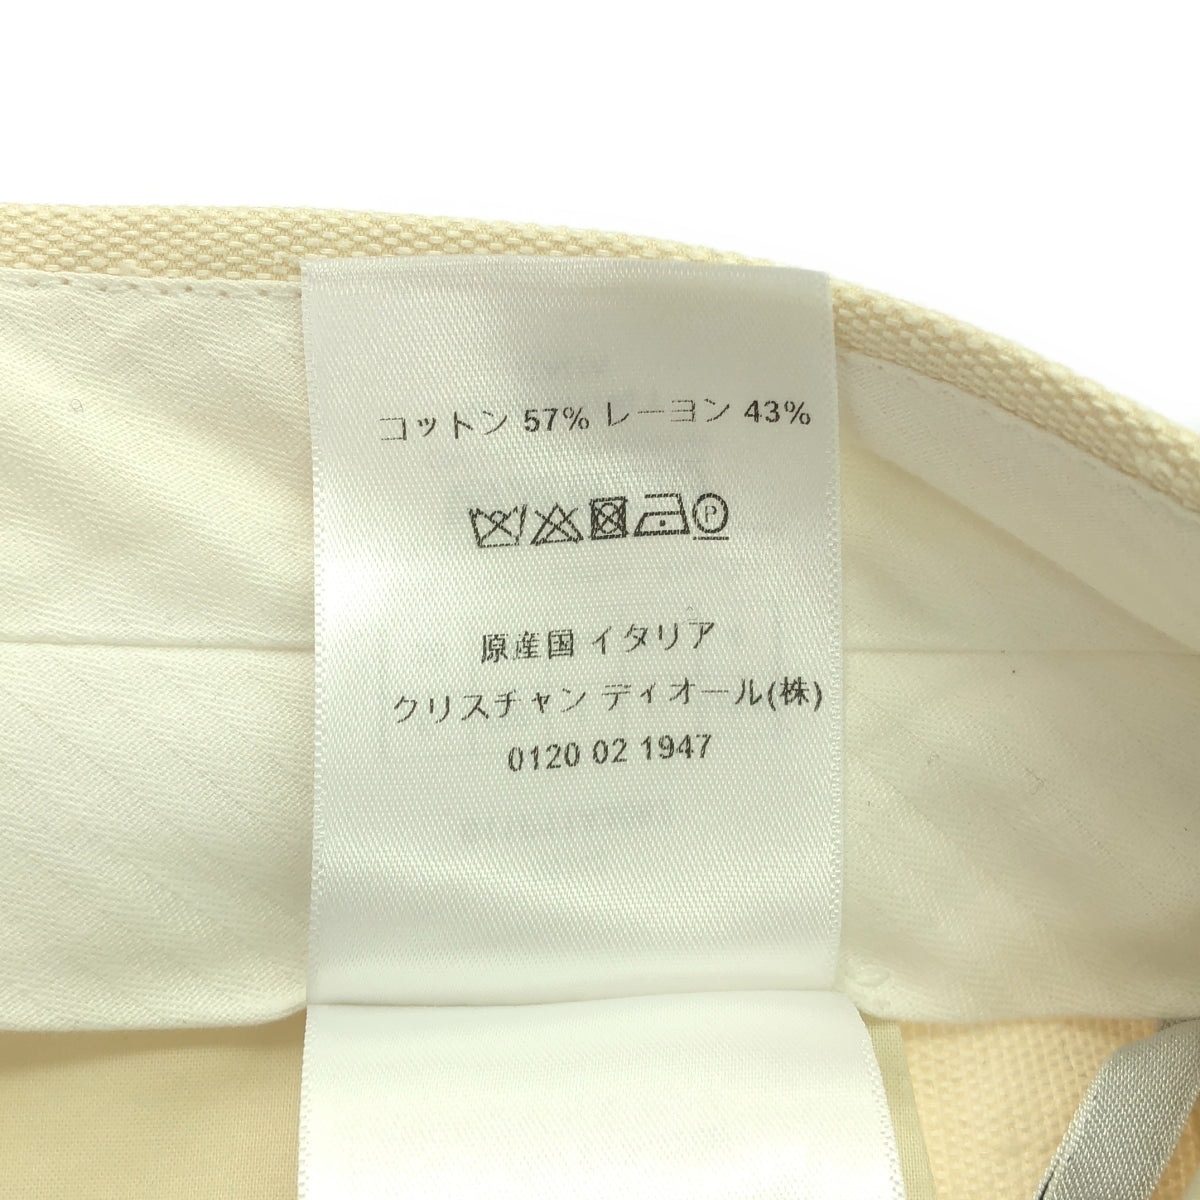 コットン 57% レーヨン 43%
P
原産国 イタリア
クリスチャン ディオール(株)
0120 02 1947